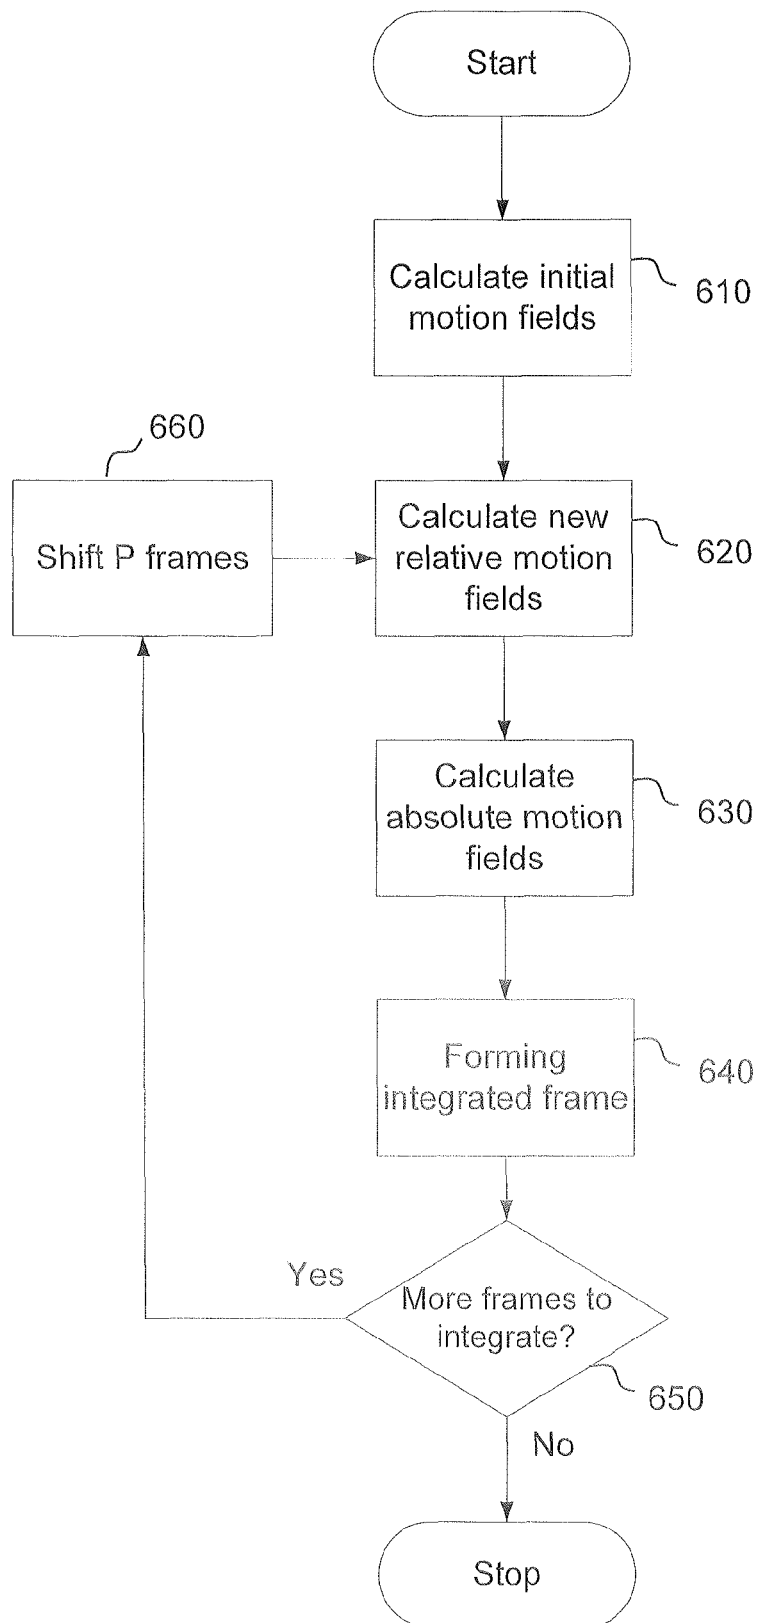 Start
Calculate initial
motion fields
610
660
Shift P frames
Calculate new
relative motion
fields
620
Calculate
absolute motion
fields
630
Forming
integrated frame
640
Yes
More frames to
integrate?
650
No
Stop